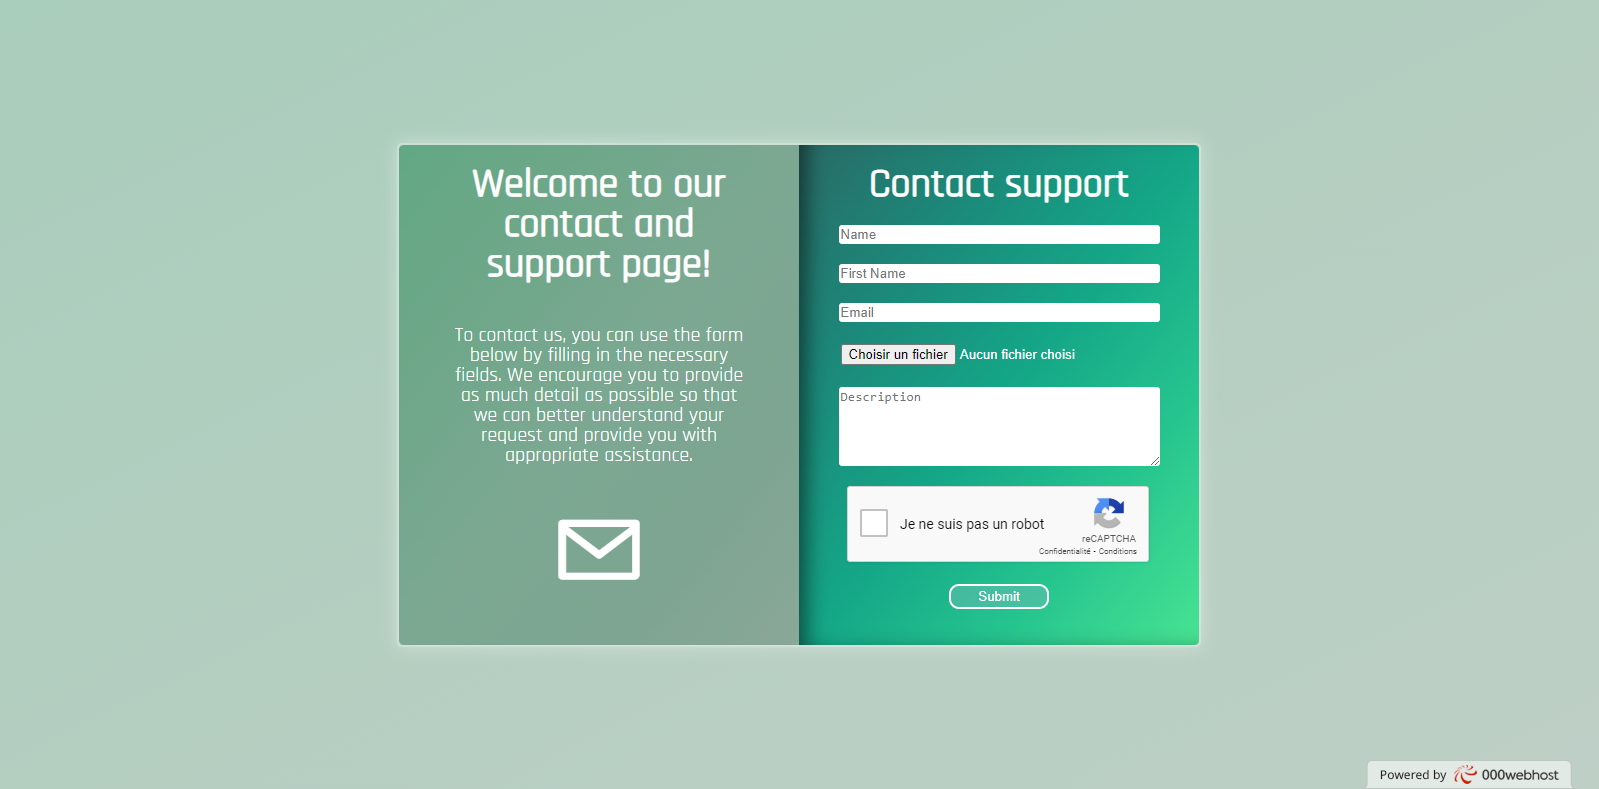 Welcome to our
contact and
support page!
To contact us, you can use the form
below by filling in the necessary
fields. We encourage you to provide
as much detail as possible so that
we can better understand your
request and provide you with
appropriate assistance.
Contact support
Name
First Name
Email
Choisir un fichier Aucun fichier choisi
Description
Je ne suis pas un robot
reCAPTCHA
Confidentialité - Conditions
Submit
Powered by 000webhost